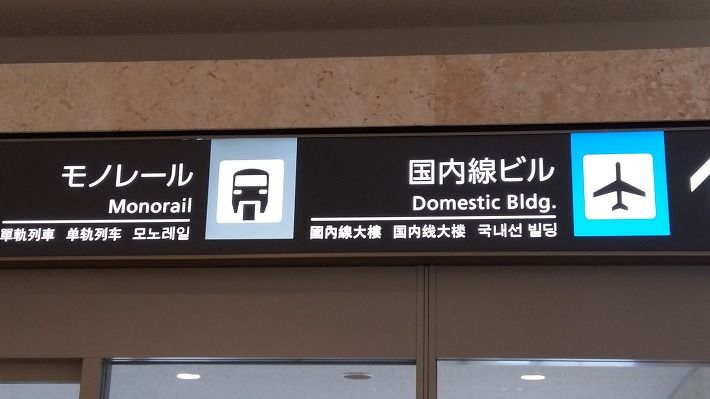 モノレール
Monorail
單軌列車 单轨列车 모노레일
国内線ビル
Domestic Bldg.
國內線大樓 国内线大楼 국내선 빌딩